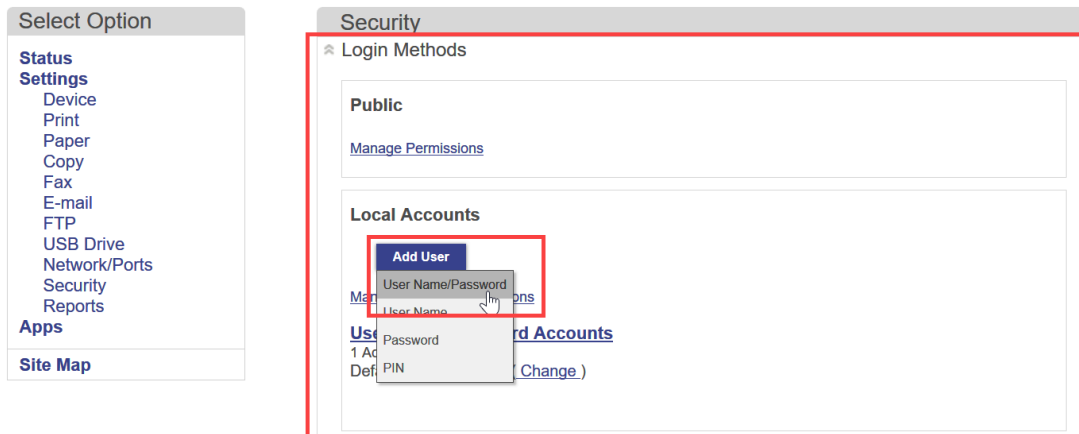 Select Option
Status
Settings
Device
Print
Paper
Copy
Fax
E-mail
FTP
USB Drive
Network/Ports
Security
Reports
Apps
Site Map
Security
Login Methods
Public
Manage Permissions
Local Accounts
Add User
User Name/Password
User Name
Password
PIN
Accounts
1
( Change )